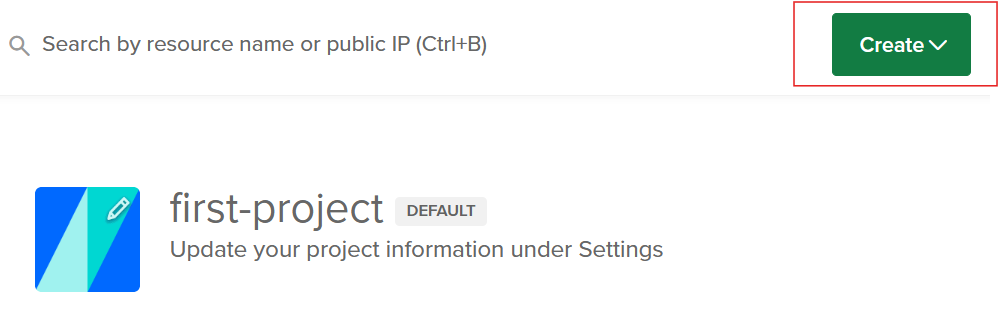 Search by resource name or public IP (Ctrl+B)
Create
first-project DEFAULT
Update your project information under Settings